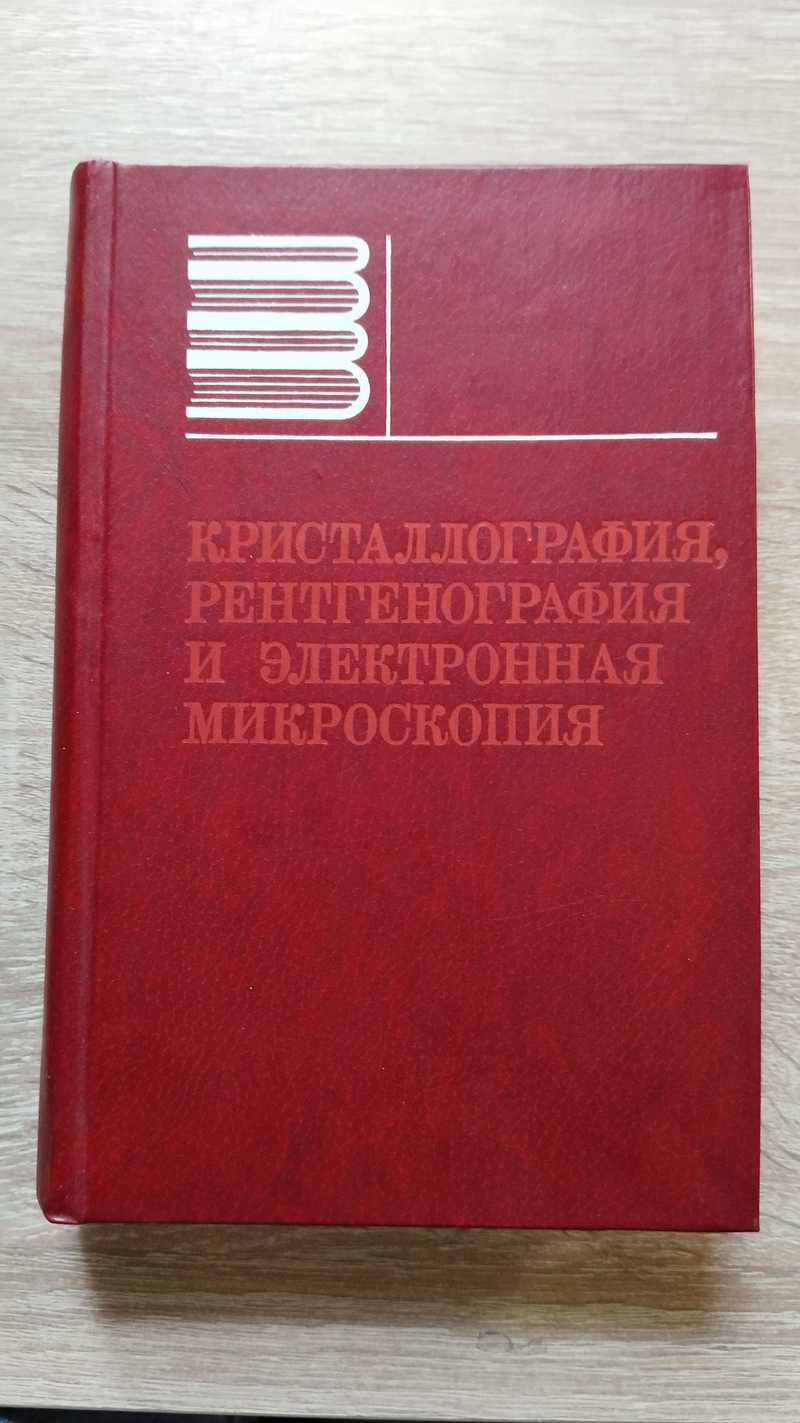 КРИСТАЛЛОГРАФИЯ,
РЕНТГЕНОГРАФИЯ
И ЭЛЕКТРОННАЯ
МИКРОСКОПИЯ